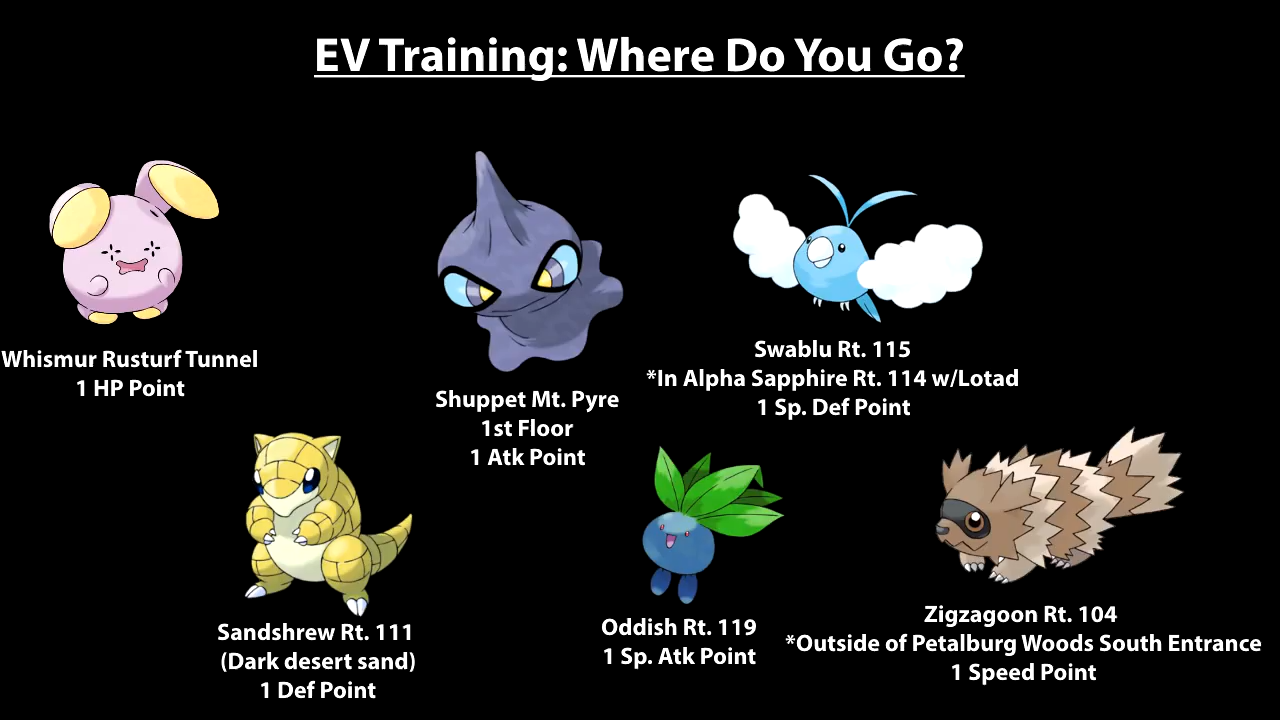 EV Training: Where Do You Go?
Whismur Rusturf Tunnel
1 HP Point
Shuppet Mt. Pyre
1st Floor
1 Atk Point
Swablu Rt. 115
*In Alpha Sapphire Rt. 114 w/Lotad
1 Sp. Def Point
Sandshrew Rt. 111
(Dark desert sand)
1 Def Point
Oddish Rt. 119
1 Sp. Atk Point
Zigzagoon Rt. 104
*Outside of Petalburg Woods South Entrance
1 Speed Point